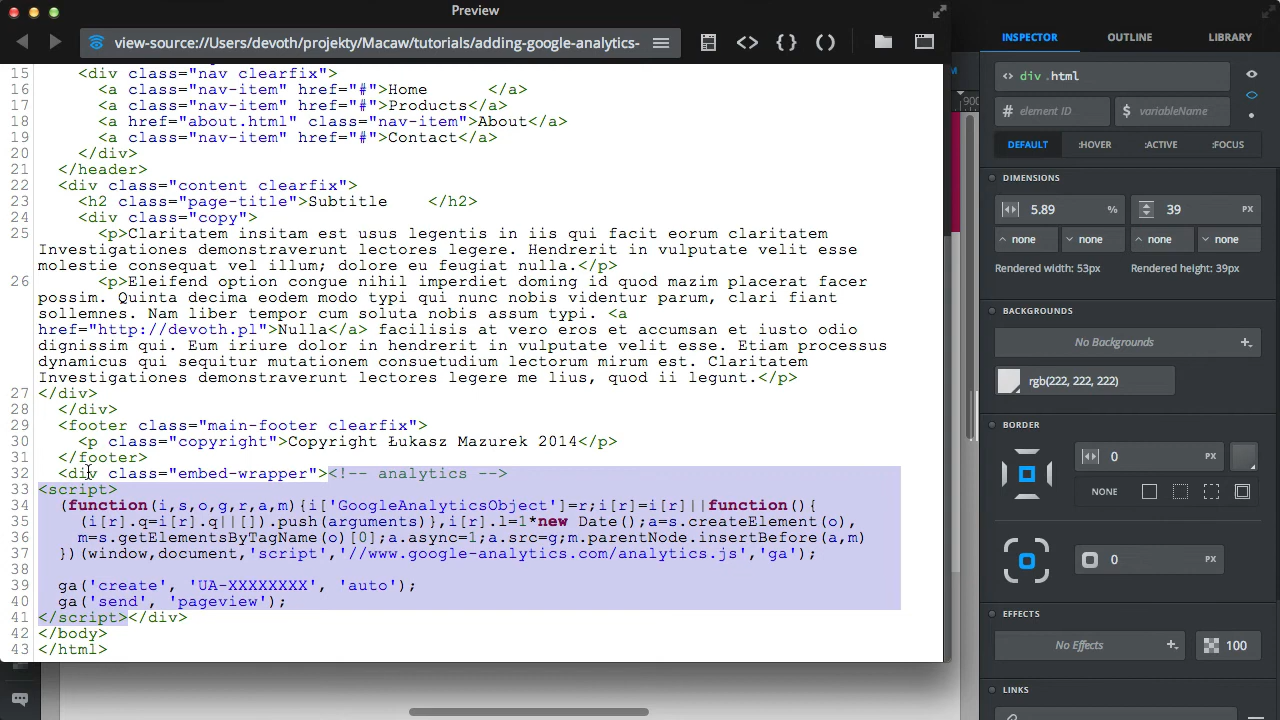 Preview
view-source://Users/devoth/projekty/Macaw/tutorials/adding-google-analytics-
15 <div class="nav clearfix">
16 <a class="nav-item" href="#">Home </a>
17 <a class="nav-item" href="#">Products</a>
18 <a href="about.html" class="nav-item">About</a>
19 <a class="nav-item" href="#">Contact</a>
20 </div>
21 </header>
22 <div class="content clearfix">
23 <h2 class="page-title">Subtitle </h2>
24 <div class="copy">
25 <p>Claritatem insitam est usus legentis in iis qui facit eorum claritatem
Investigationes demonstraverunt lectores legere. Hendrerit in vulputate velit esse
molestie consequat vel illum; dolore eu feugiat nulla.</p>
26 <p>Eleifend option congue nihil imperdiet doming id quod mazim placerat facer
possim. Quinta decima eodem modo typi qui nunc nobis videntur parum, clari fiant
sollemnes. Nam liber tempor cum soluta nobis assum typi. <a
href="http://devoth.pl">Nulla</a> facilisis at vero eros et accumsan et iusto odio
dignissim qui. Eum iriure dolor in hendrerit in vulputate velit esse. Etiam processus
dynamicus qui sequitur mutationem consetudium lectorum mirum est. Claritatem
Investigationes demonstraverunt lectores legere me lius, quod ii legunt.</p>
27 </div>
28 </div>
29 <footer class="main-footer clearfix">
30 <p class="copyright">Copyright Łukasz Mazurek 2014</p>
31 </footer>
32 <div class="embed-wrapper"><!-- analytics -->
33 <script>
34 (function(i,s,o,g,r,a,m){i['GoogleAnalyticsObject']=r;i[r]=i[r]||function(){
35 (i[r].q=i[r].q||[]).push(arguments)},i[r].l=1*new Date();a=s.createElement(o),
36 m=s.getElementsByTagName(o)[0];a.async=1;a.src=g;m.parentNode.insertBefore(a,m)
37 })(window,document,'script','//www.google-analytics.com/analytics.js','ga');
38
39 ga('create', 'UA-XXXXXXXX', 'auto');
40 ga('send', 'pageview');
41 </script></div>
42 </body>
43 </html>
900
INSPECTOR OUTLINE LIBRARY
<> div .html
# element ID $ variableName
DEFAULT :HOVER :ACTIVE :FOCUS
DIMENSIONS
5.89 % 39 PX
none none none none
Rendered width: 53px Rendered height: 39px
BACKGROUNDS
No Backgrounds
rgb(222, 222, 222)
BORDER
0 PX
NONE
0 PX
EFFECTS
No Effects 100
LINKS